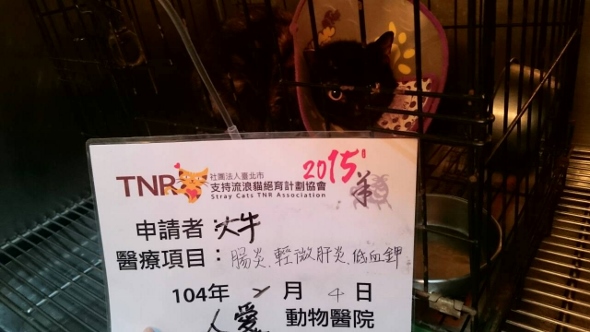 TNR 社團法人臺北市
支持流浪貓絕育計劃協會
Stray Cats TNR Association
2015
羊
申請者:火牛
醫療項目:腸炎、輕微肝炎、低血鉀
104年 月 4 日
人愛 動物醫院